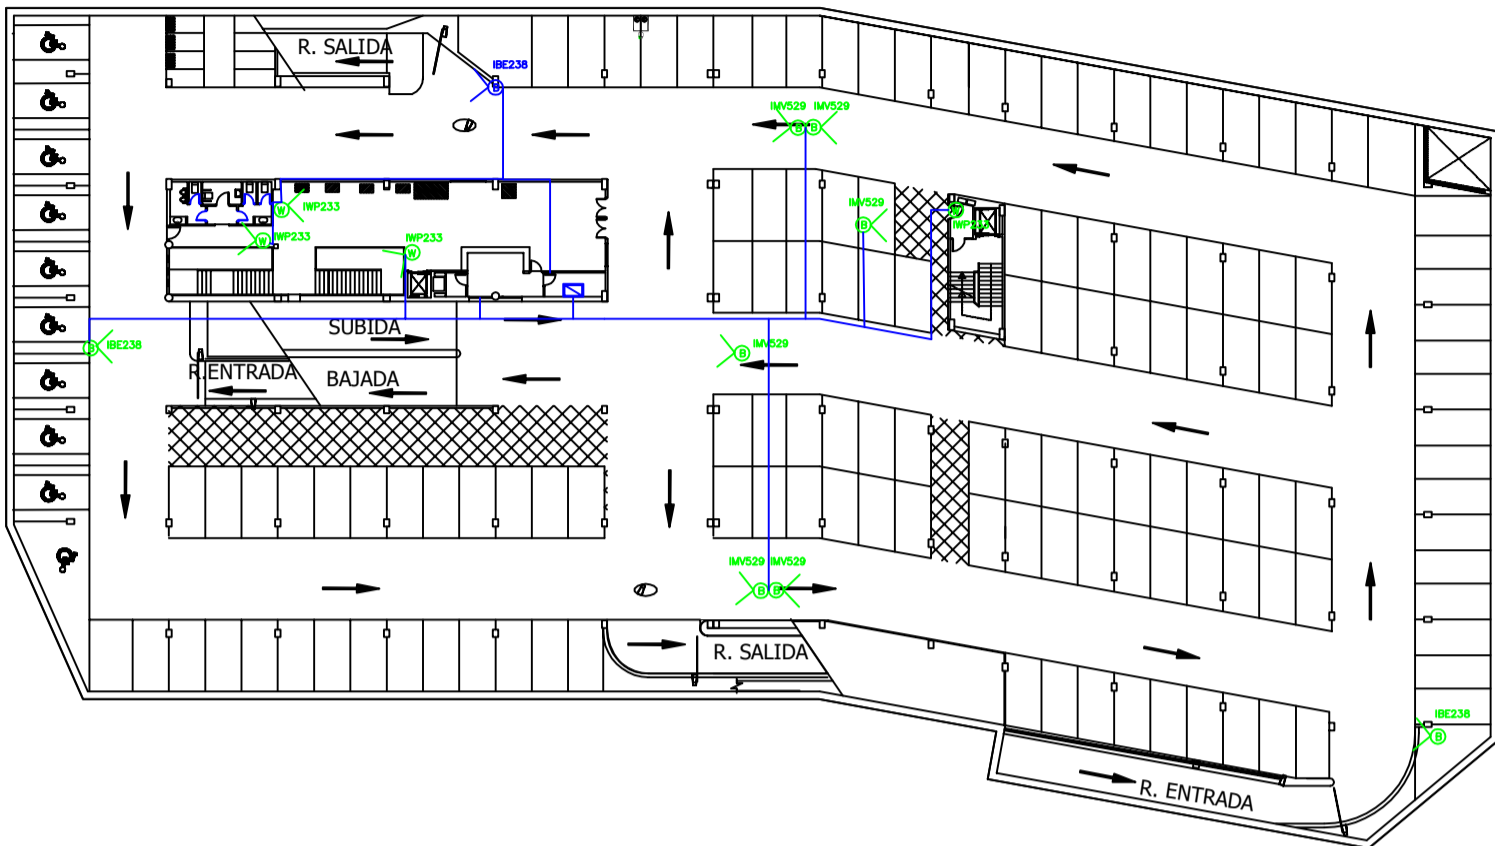 R. SALIDA
IBE238
B
IMV529 IMV529
B B
IWP233
W
IMV529
B
W
IWP233
IWP233
W
IWP233
W
SUBIDA
IBE238
B
IMV529
B
R.ENTRADA
BAJADA
IMV529 IMV529
B B
R. SALIDA
IBE238
B
R. ENTRADA